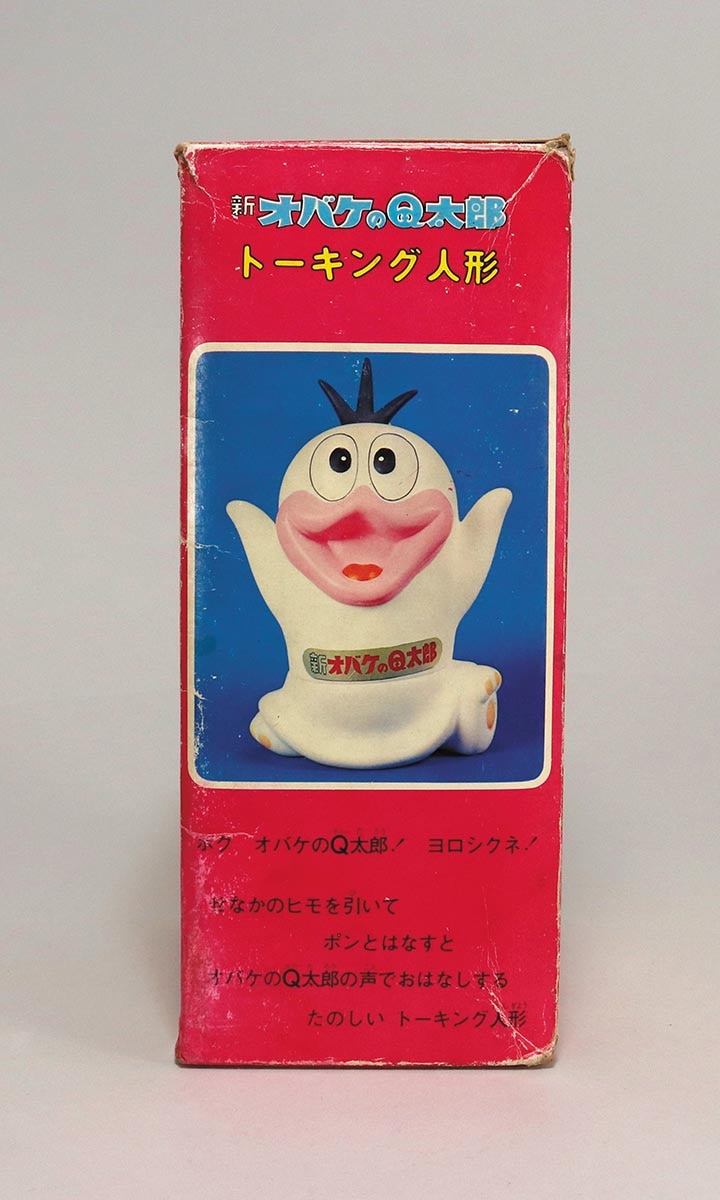 新 オバケのQ太郎
トーキング人形
新オバケのQ太郎
ボク オバケのQ太郎! ヨロシクネ!
せなかのヒモを引いて
ポンとはなすと
オバケのQ太郎の声でおはなしする
たのしい トーキング人形